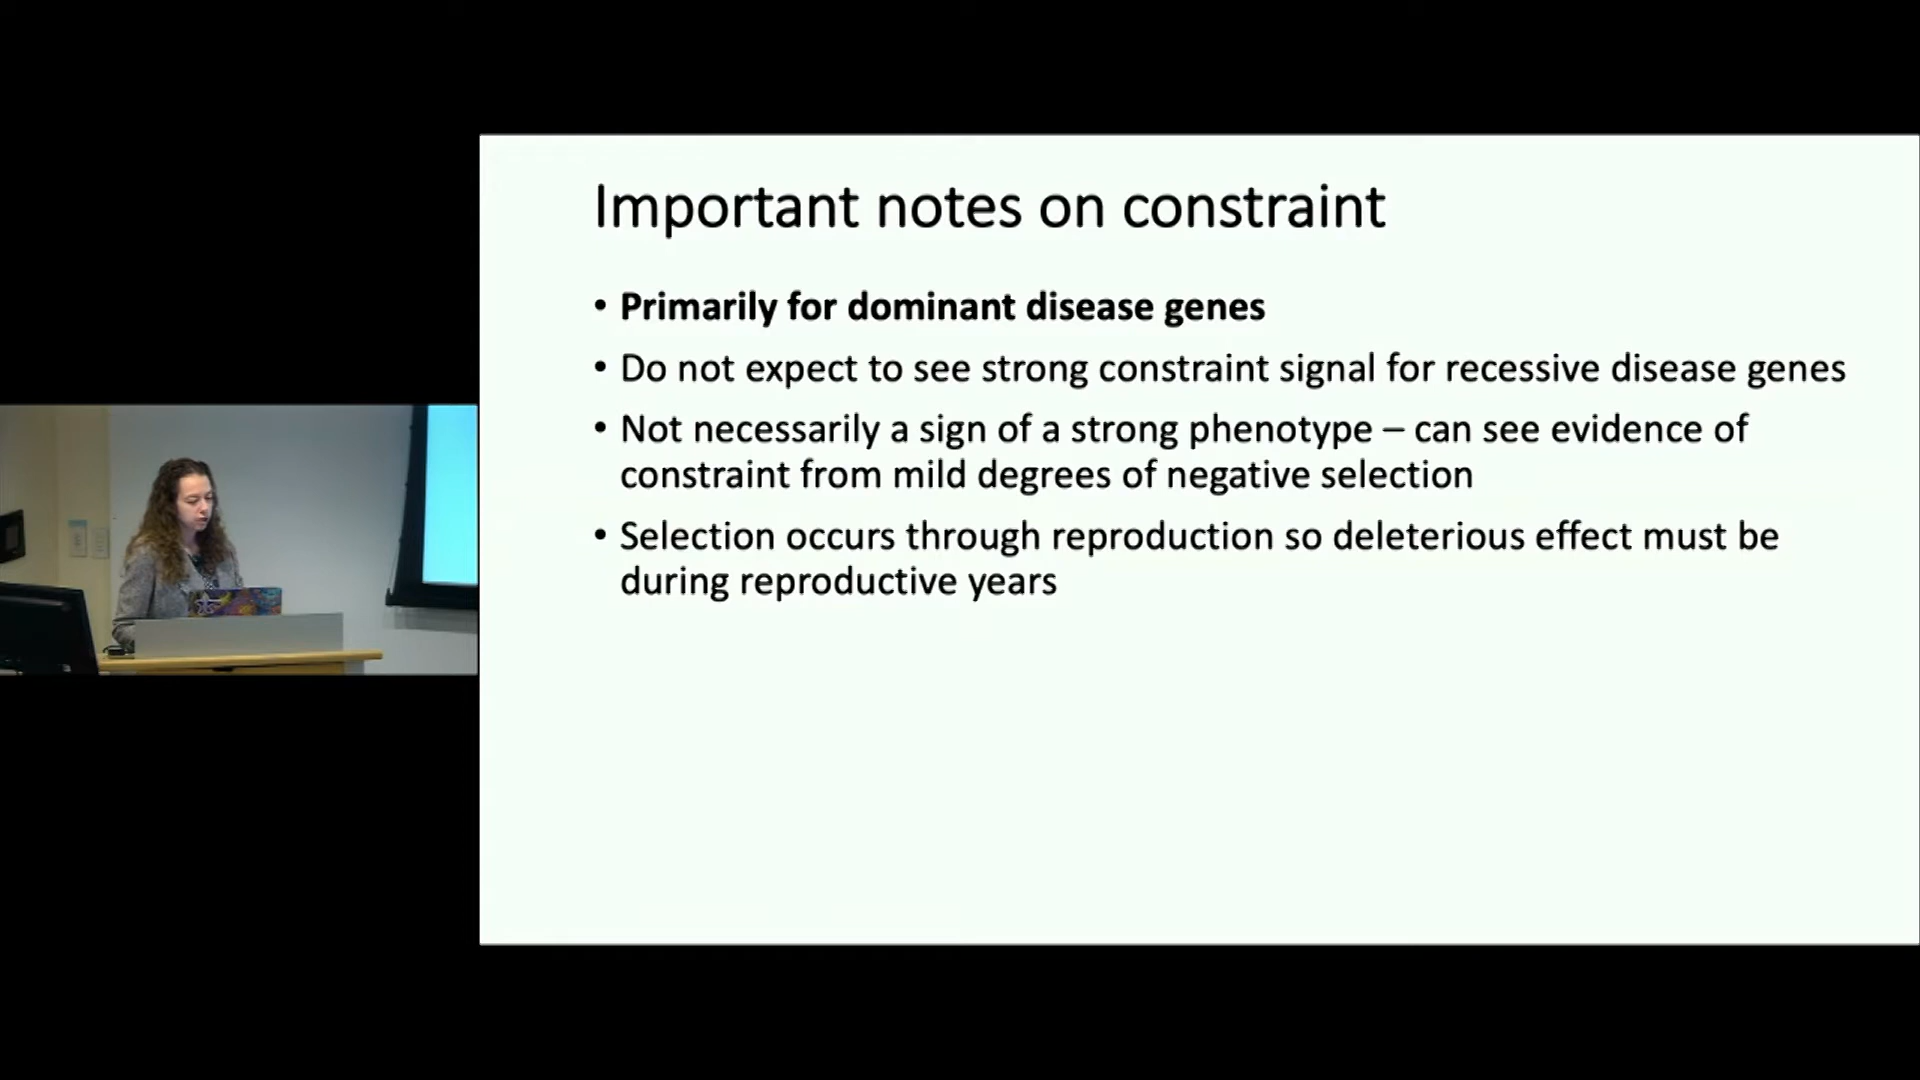 Important notes on constraint
• Primarily for dominant disease genes
• Do not expect to see strong constraint signal for recessive disease genes
• Not necessarily a sign of a strong phenotype – can see evidence of
constraint from mild degrees of negative selection
• Selection occurs through reproduction so deleterious effect must be
during reproductive years